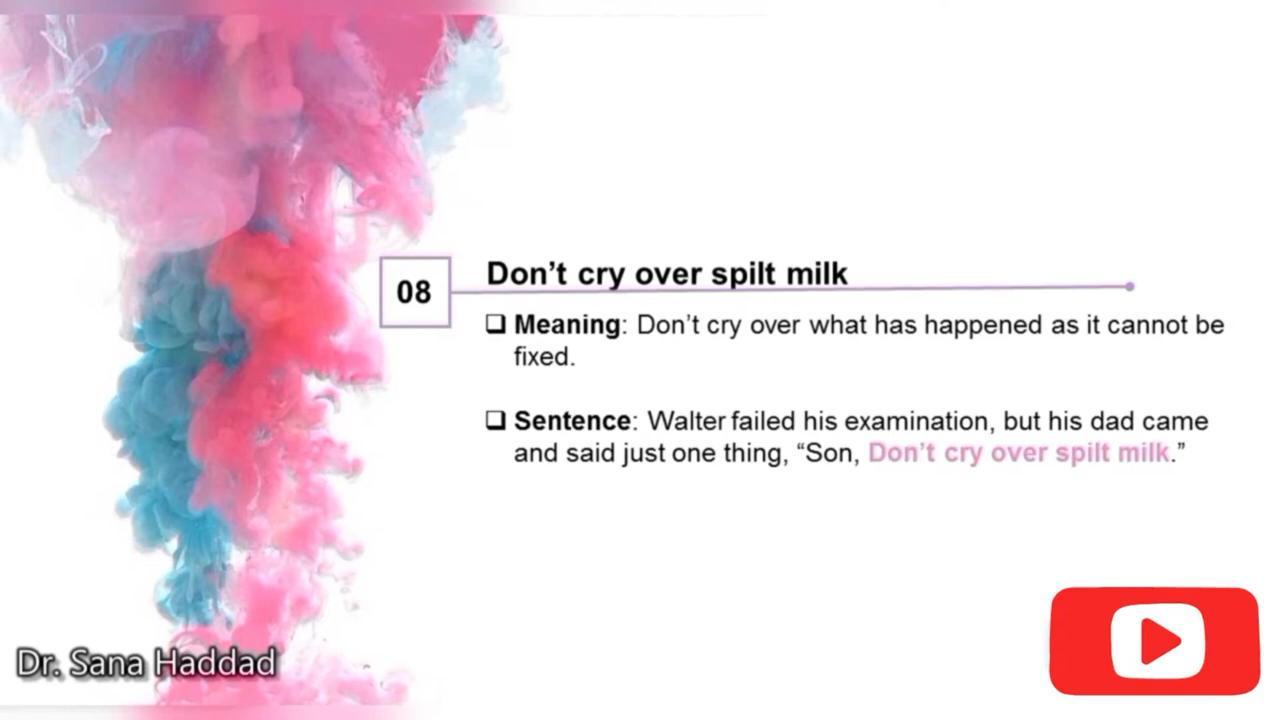 08
Don’t cry over spilt milk
❑ Meaning: Don’t cry over what has happened as it cannot be
fixed.
❑ Sentence: Walter failed his examination, but his dad came
and said just one thing, “Son, Don’t cry over spilt milk.”
Dr. Sana Haddad